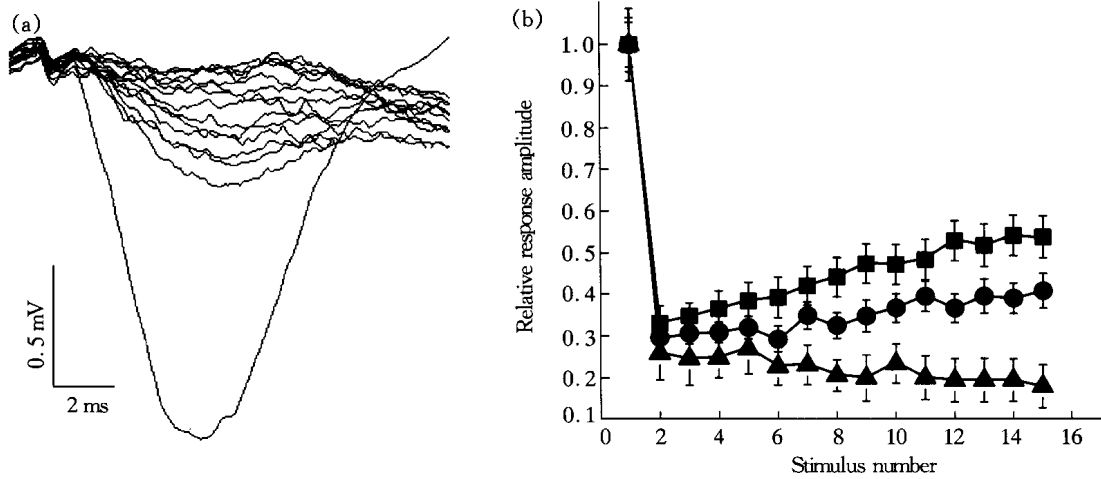 (a)
0.5 mV
2 ms
(b)
Relative response amplitude
1.0
0.9
0.8
0.7
0.6
0.5
0.4
0.3
0.2
0.1
0 2 4 6 8 10 12 14 16
Stimulus number